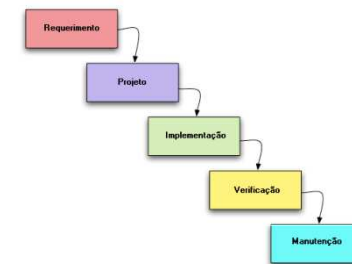 Requerimento
Projeto
Implementação
Verificação
Manutenção